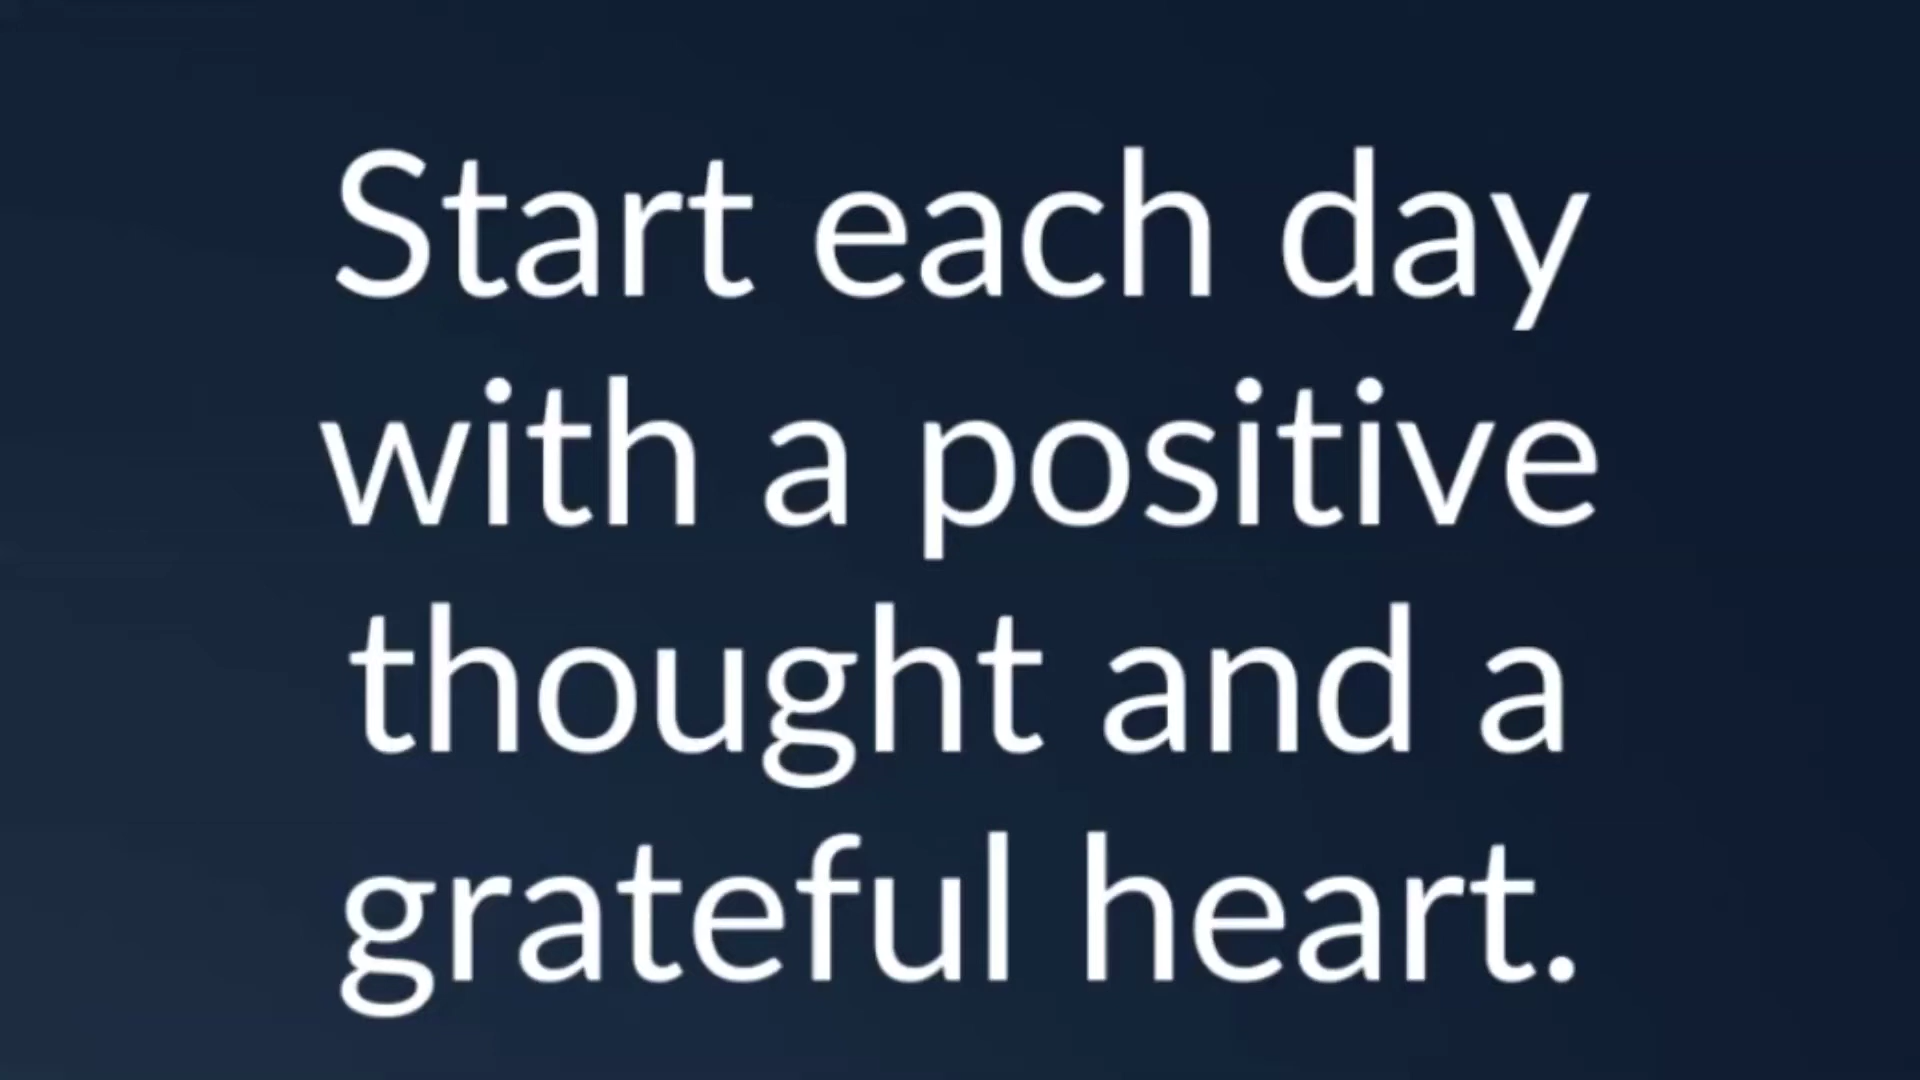 Start each day
with a positive
thought and a
grateful heart.